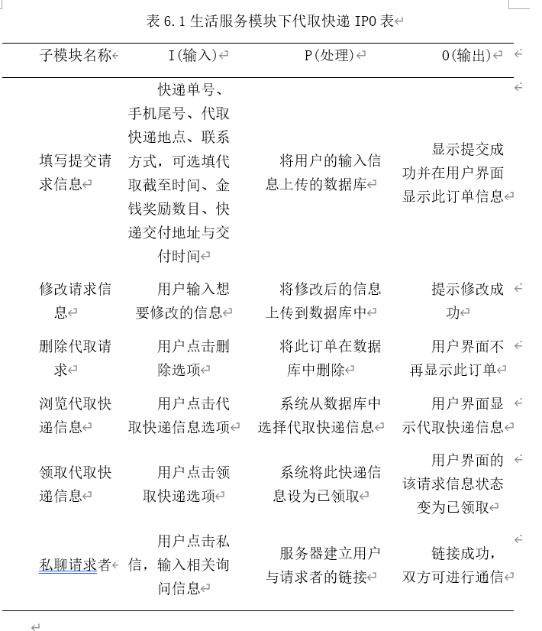 表 6.1 生活服务模块下代取快递 IPO 表
子模块名称 I(输入) P(处理) O(输出)
填写提交请
求信息
快递单号、
手机尾号、代取
快递地点、联系
方式，可选填代
取截至时间、金
钱奖励数目、快
递交付地址与交
付时间
将用户的输入信
息上传的数据库
显示提交成
功并在用户界面
显示此订单信息
修改请求信
息
用户输入想
要修改的信息
将修改后的信息
上传到数据库中
提示修改成
功
删除代取请
求
用户点击删
除选项
将此订单在数据
库中删除
用户界面不
再显示此订单
浏览代取快
递信息
用户点击代
取快递信息选项
系统从数据库中
选择代取快递信息
用户界面显
示代取快递信息
领取代取快
递信息
用户点击领
取快递选项
系统将此快递信
息设为已领取
用户界面的
该请求信息状态
变为已领取
私聊请求者
用户点击私
信，输入相关询
问信息
服务器建立用户
与请求者的链接
链接成功，
双方可进行通信